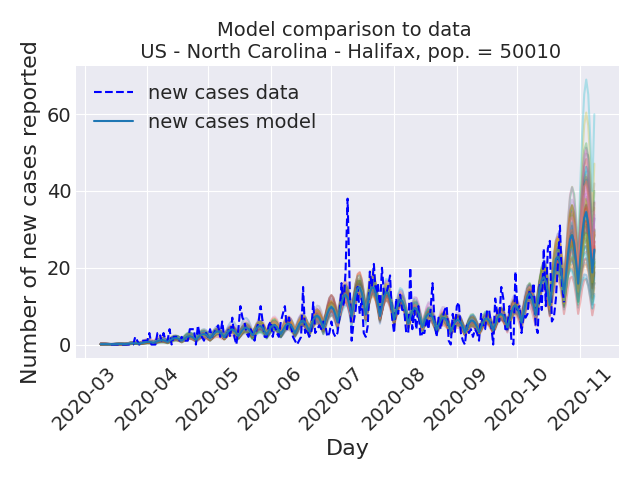 Model comparison to data
US - North Carolina - Halifax, pop. = 50010
Number of new cases reported
60
40
20
0
new cases data
new cases model
2020-03
2020-04
2020-05
2020-06
2020-07
2020-08
2020-09
2020-10
2020-11
Day